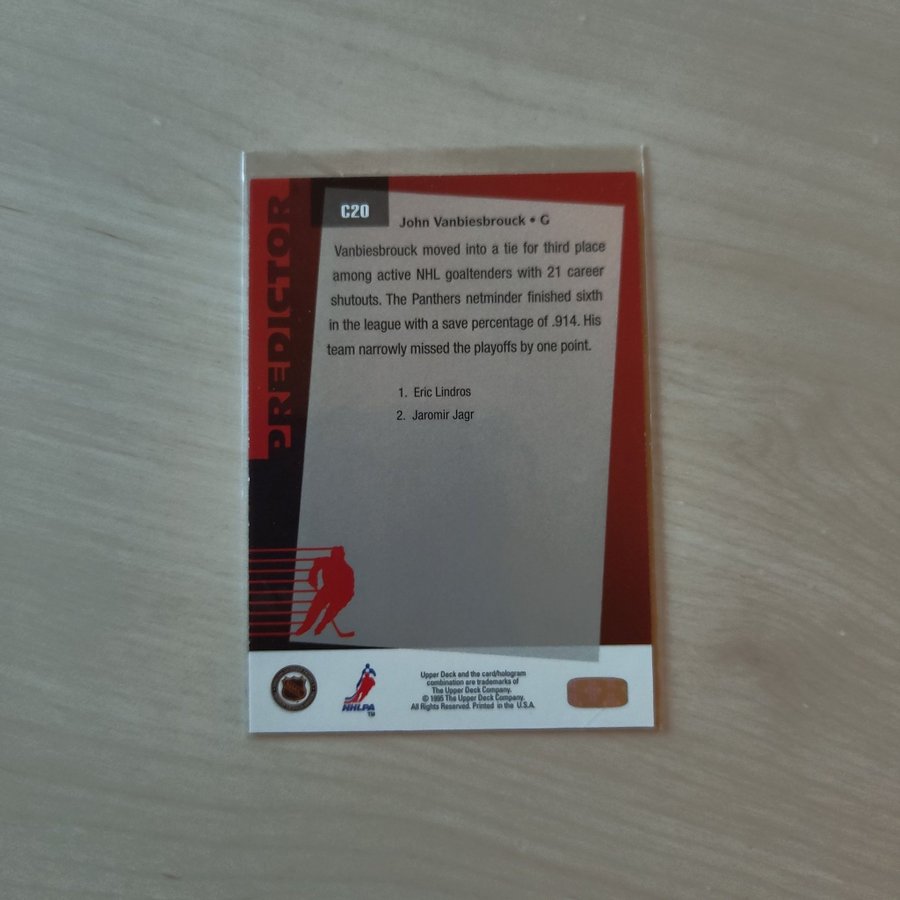 PREDICTOR
C20
John Vanbiesbrouck • G
Vanbiesbrouck moved into a tie for third place
among active NHL goaltenders with 21 career
shutouts. The Panthers netminder finished sixth
in the league with a save percentage of .914. His
team narrowly missed the playoffs by one point.
1. Eric Lindros
2. Jaromir Jagr
NHLPA
TM
Upper Deck and the card/hologram
combination are trademarks of
The Upper Deck Company.
© 1995 The Upper Deck Company.
All Rights Reserved. Printed in the U.S.A.